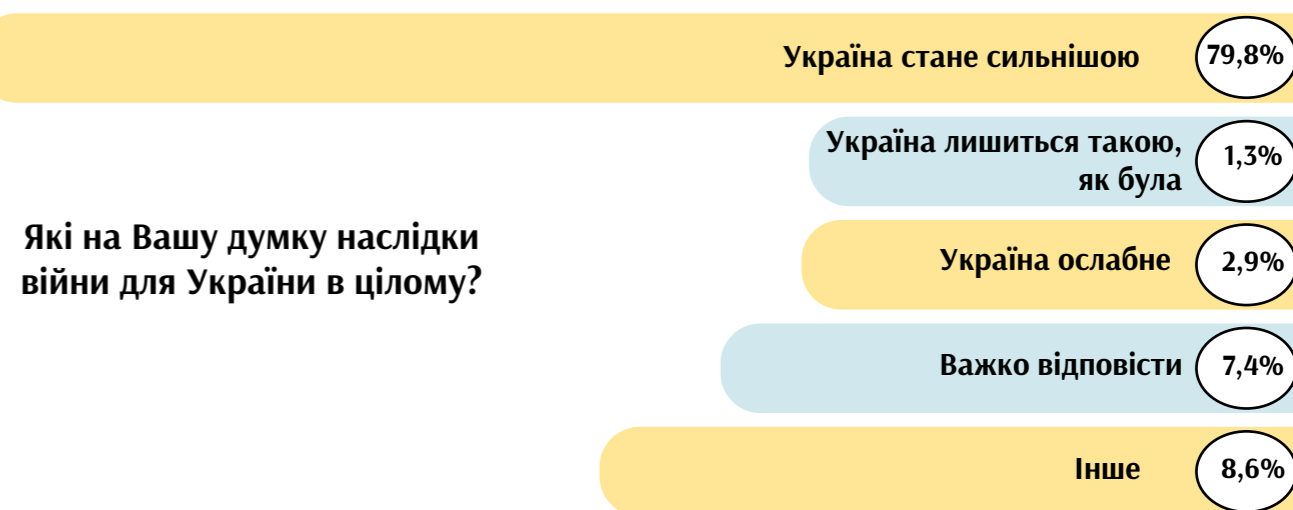 Україна стане сильнішою 79,8%
Україна лишиться такою, 1,3%
як була
Які на Вашу думку наслідки
війни для України в цілому?
Україна ослабне 2,9%
Важко відповісти 7,4%
Інше 8,6%